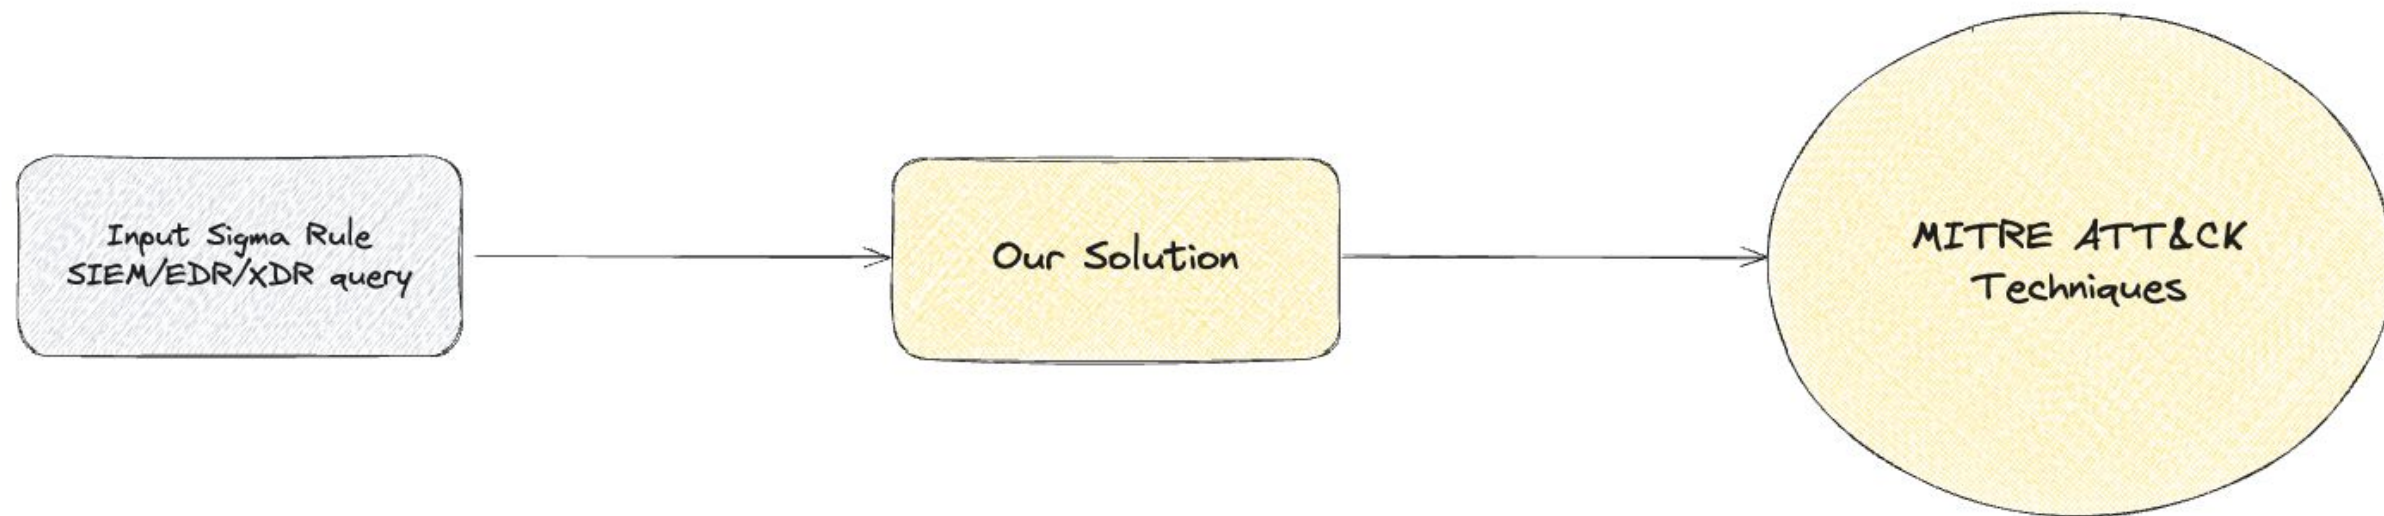 Input Sigma Rule
SIEM/EDR/XDR query
Our Solution
MITRE ATT&CK
Techniques